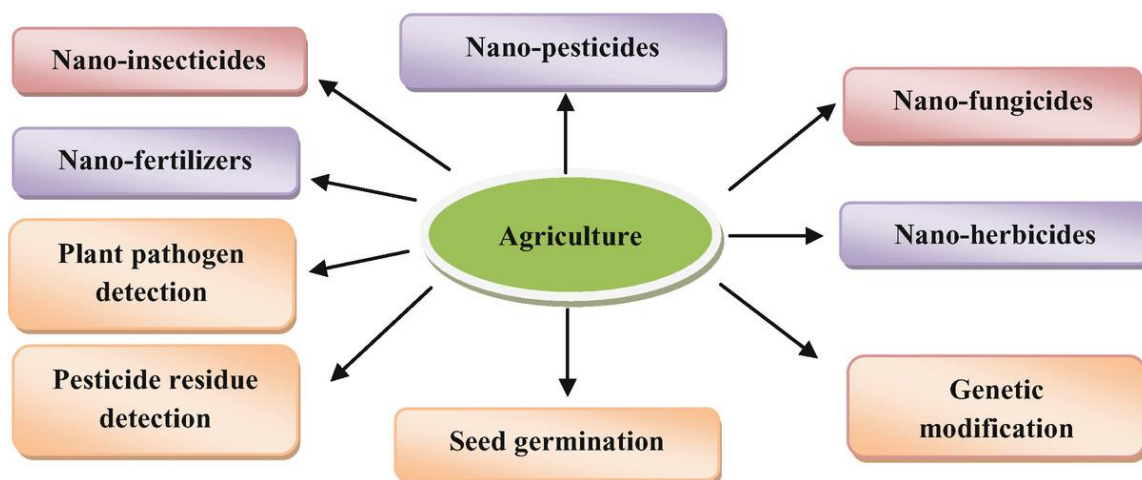 Nano-insecticides
Nano-pesticides
Nano-fungicides
Nano-fertilizers
Agriculture
Nano-herbicides
Plant pathogen
detection
Pesticide residue
detection
Seed germination
Genetic
modification